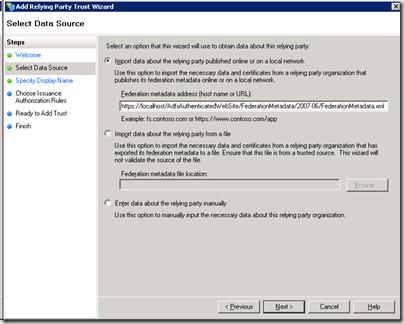 Add Relying Party Trust Wizard
Select Data Source
Steps
Welcome
Select Data Source
Specify Display Name
Choose Issuance
Authorization Rules
Ready to Add Trust
Finish
Select an option that this wizard will use to obtain data about this relying party:
Import data about the relying party published online or on a local network
Use this option to import the necessary data and certificates from a relying party organization that
publishes its federation metadata online or on a local network.
Federation metadata address (host name or URL):
https://localhost/AdfsAuthenticatedWebSite/FederationMetadata/2007-06/FederationMetadata.xml
Example: fs.contoso.com or https://www.contoso.com/app
Import data about the relying party from a file
Use this option to import the necessary data and certificates from a relying party organization that has
exported its federation metadata to a file. Ensure that this file is from a trusted source. This wizard will
not validate the source of the file.
Federation metadata file location:
Browse...
Enter data about the relying party manually
Use this option to manually input the necessary data about this relying party organization.
< Previous
Next >
Cancel
Help